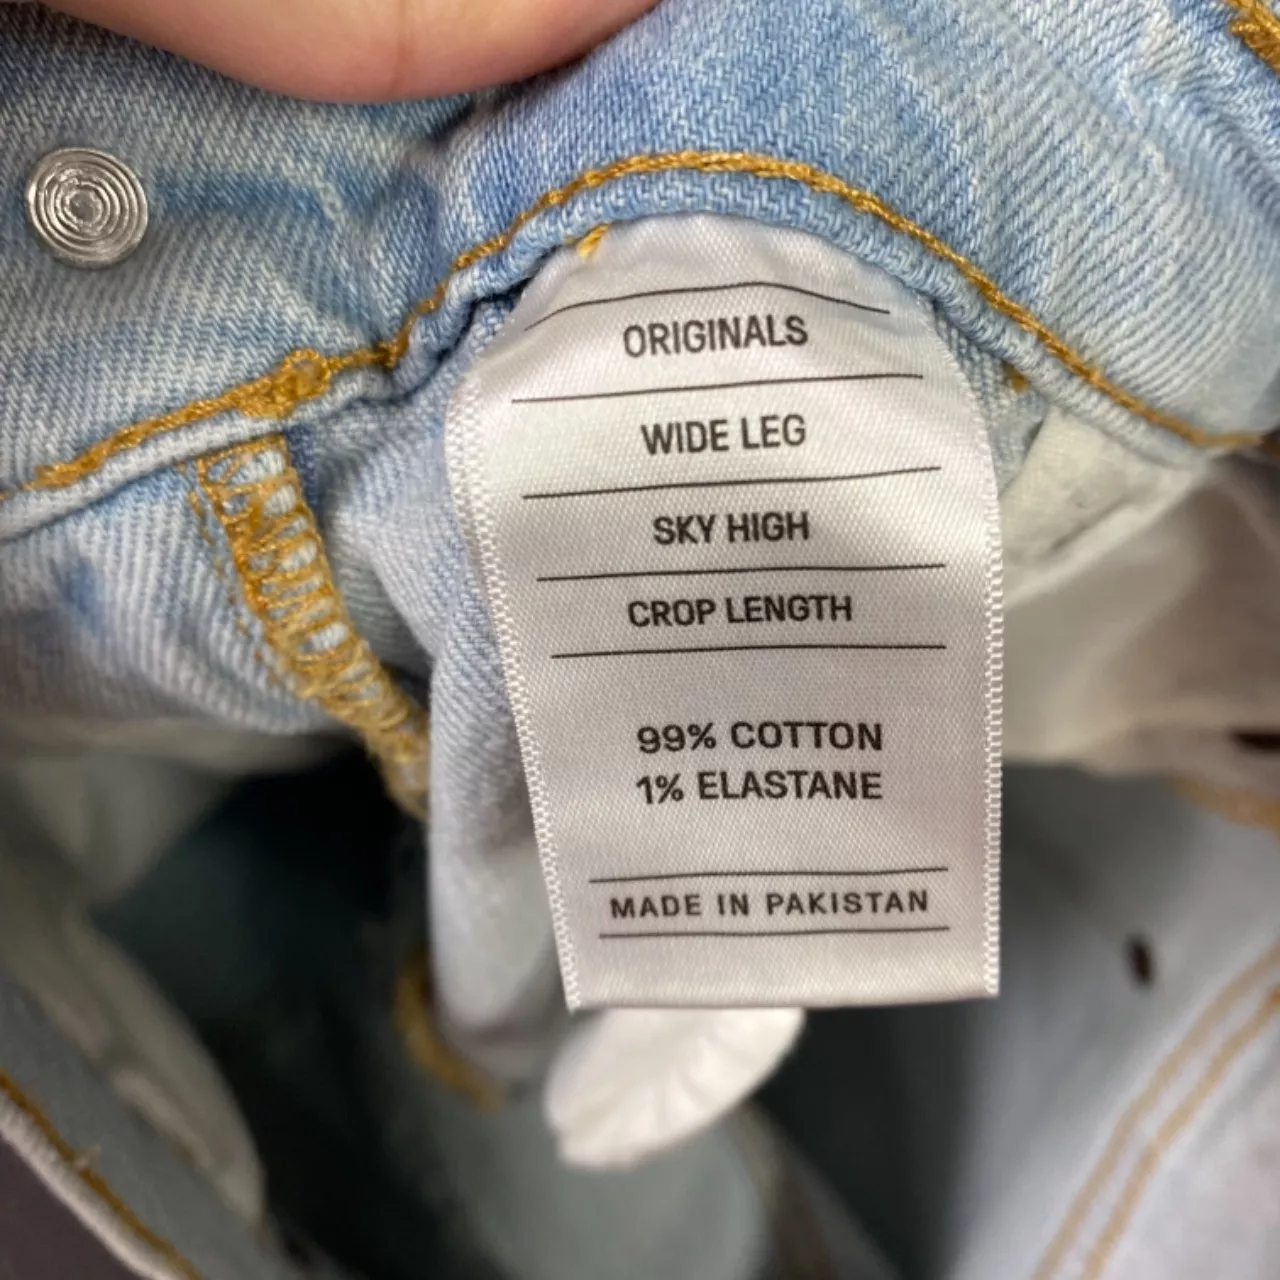 ORIGINALS
WIDE LEG
SKY HIGH
CROP LENGTH
99% COTTON
1% ELASTANE
MADE IN PAKISTAN